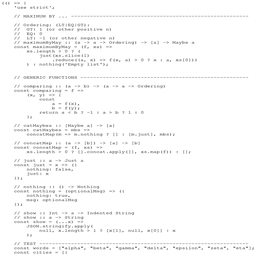 (() => {
'use strict';
// MAXIMUM BY ... -----------------------------------------------------
// Ordering: (LT|EQ|GT):
// GT: 1 (or other positive n)
// EQ: 0
// LT: -1 (or other negative n)
// maximumByMay :: (a -> a -> Ordering) -> [a] -> Maybe a
const maximumByMay = (f, xs) =>
xs.length > 0 ? (
just(xs.slice(1)
.reduce((a, x) => f(x, a) > 0 ? x : a, xs[0]))
) : nothing('Empty list');
// GENERIC FUNCTIONS --------------------------------------------------
// comparing :: (a -> b) -> (a -> a -> Ordering)
const comparing = f =>
(x, y) => {
const
a = f(x),
b = f(y);
return a < b ? -1 : a > b ? 1 : 0
};
// catMaybes :: [Maybe a] -> [a]
const catMaybes = mbs =>
concatMap(m => m.nothing ? [] : [m.just], mbs);
// concatMap :: (a -> [b]) -> [a] -> [b]
const concatMap = (f, xs) =>
xs.length > 0 ? [].concat.apply([], xs.map(f)) : [];
// just :: a -> Just a
const just = x => ({
nothing: false,
just: x
});
// nothing :: () -> Nothing
const nothing = (optionalMsg) => ({
nothing: true,
msg: optionalMsg
});
// show :: Int -> a -> Indented String
// show :: a -> String
const show = (...x) =>
JSON.stringify.apply(
null, x.length > 1 ? [x[1], null, x[0]] : x
);
// TEST ---------------------------------------------------------------
const words = ["alpha", "beta", "gamma", "delta", "epsilon", "zeta", "eta"];
const cities = [{